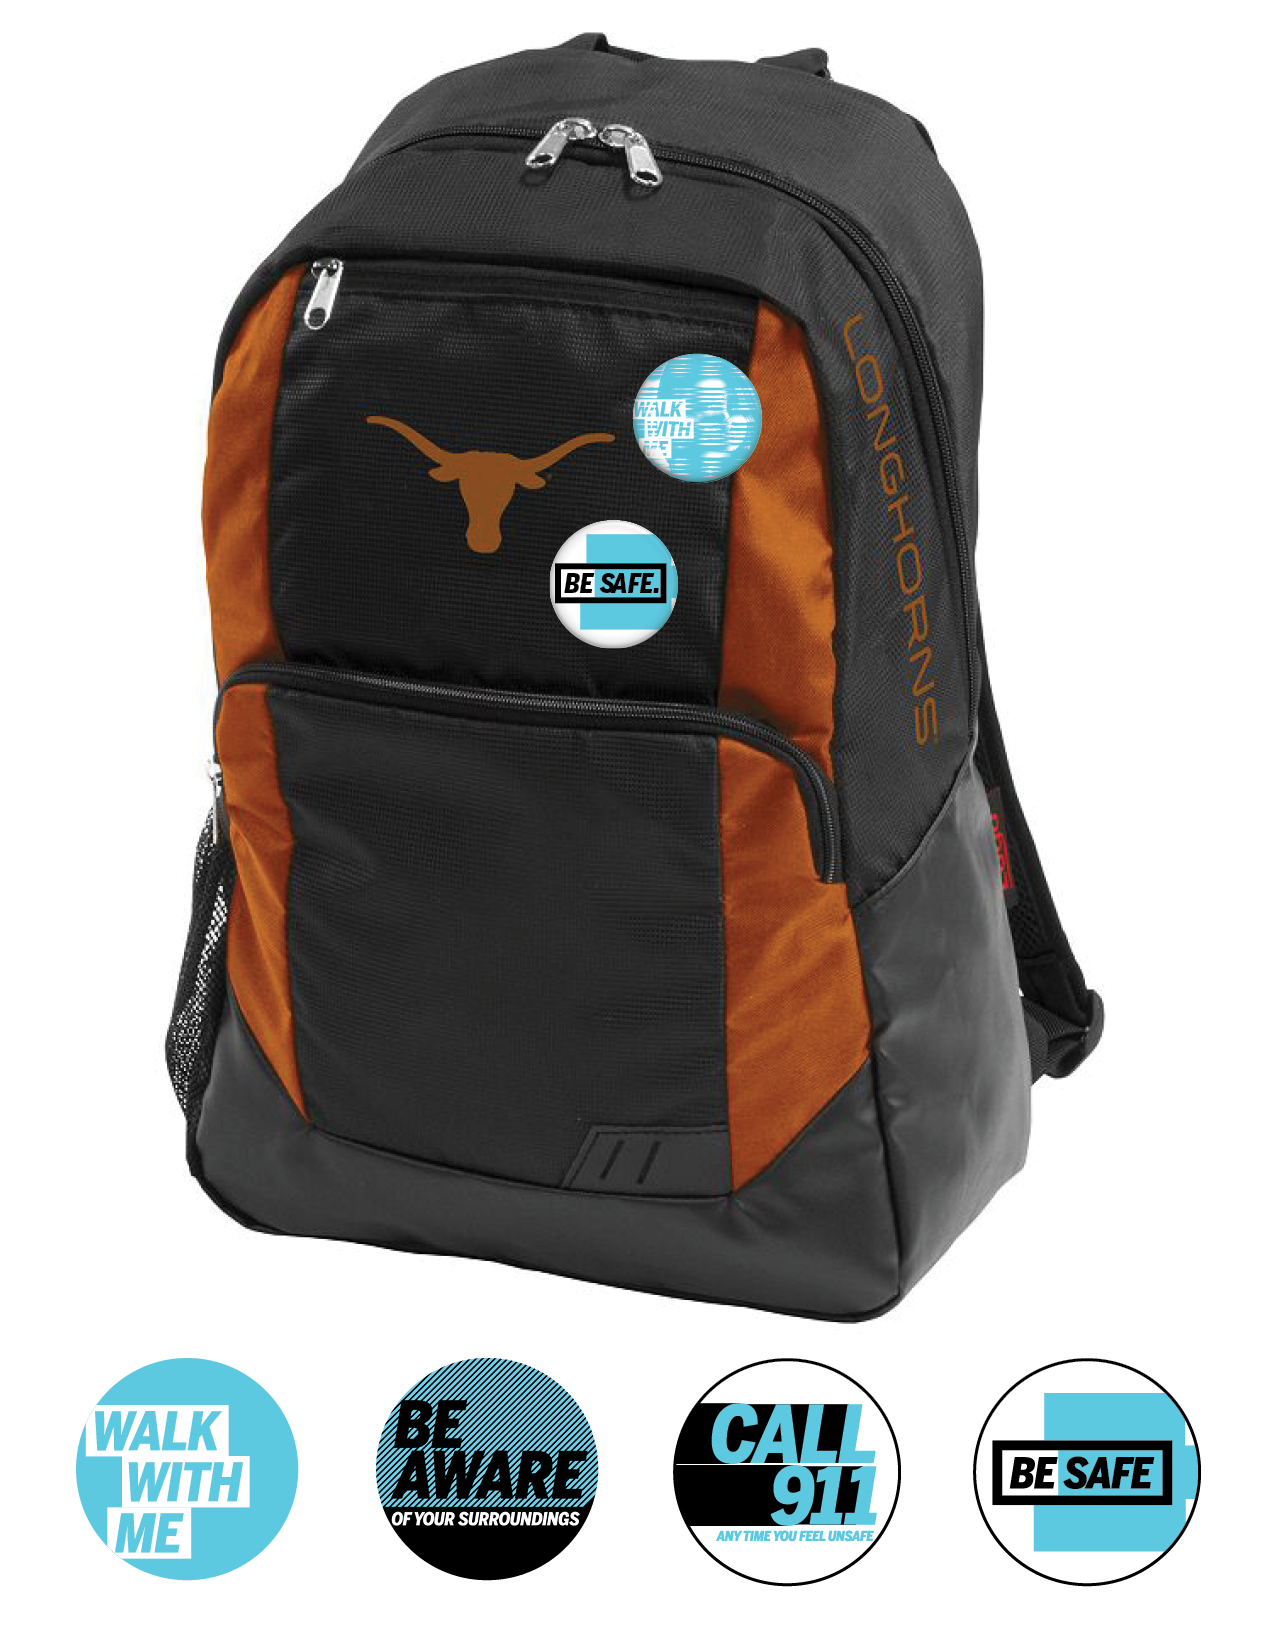 LONGHORNS
WALK
WITH
ME
BE SAFE.
WALK
WITH
ME
BE
AWARE
OF YOUR SURROUNDINGS
CALL
911
ANY TIME YOU FEEL UNSAFE
BE SAFE